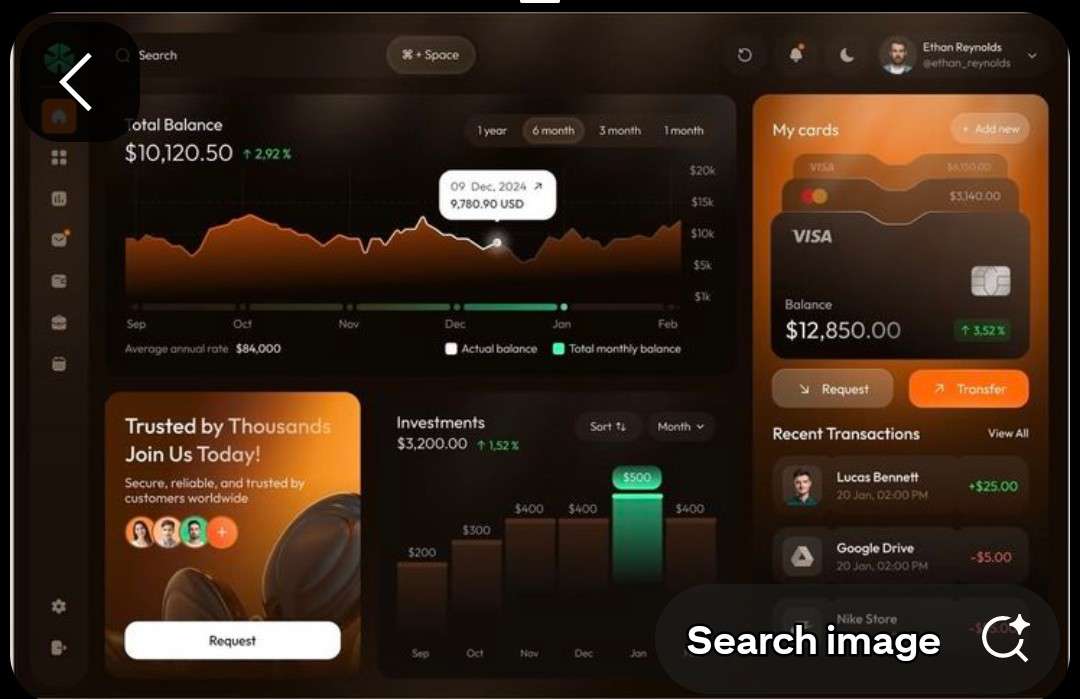 Search
⌘ + Space
Ethan Reynolds
@ethan_reynolds
Total Balance
$10,120.50 ↑ 2,92 %
1 year 6 month 3 month 1 month
09 Dec, 2024 ↗
9,780.90 USD
$20k
$15k
$10k
$5k
$1k
Sep Oct Nov Dec Jan Feb
Average annual rate $84,000
Actual balance Total monthly balance
My cards
+ Add new
VISA $6,150.00
$3,140.00
VISA
Balance
$12,850.00 ↑ 3,52 %
Request Transfer
Recent Transactions View All
Lucas Bennett
20 Jan, 02:00 PM
+$25.00
Google Drive
20 Jan, 02:00 PM
-$5.00
Nike Store
Trusted by Thousands
Join Us Today!
Secure, reliable, and trusted by
customers worldwide
+
Request
Investments
$3,200.00 ↑ 1,52 %
Sort ↑↓ Month
$200 $300 $400 $400 $500 $400
Sep Oct Nov Dec Jan
Search image